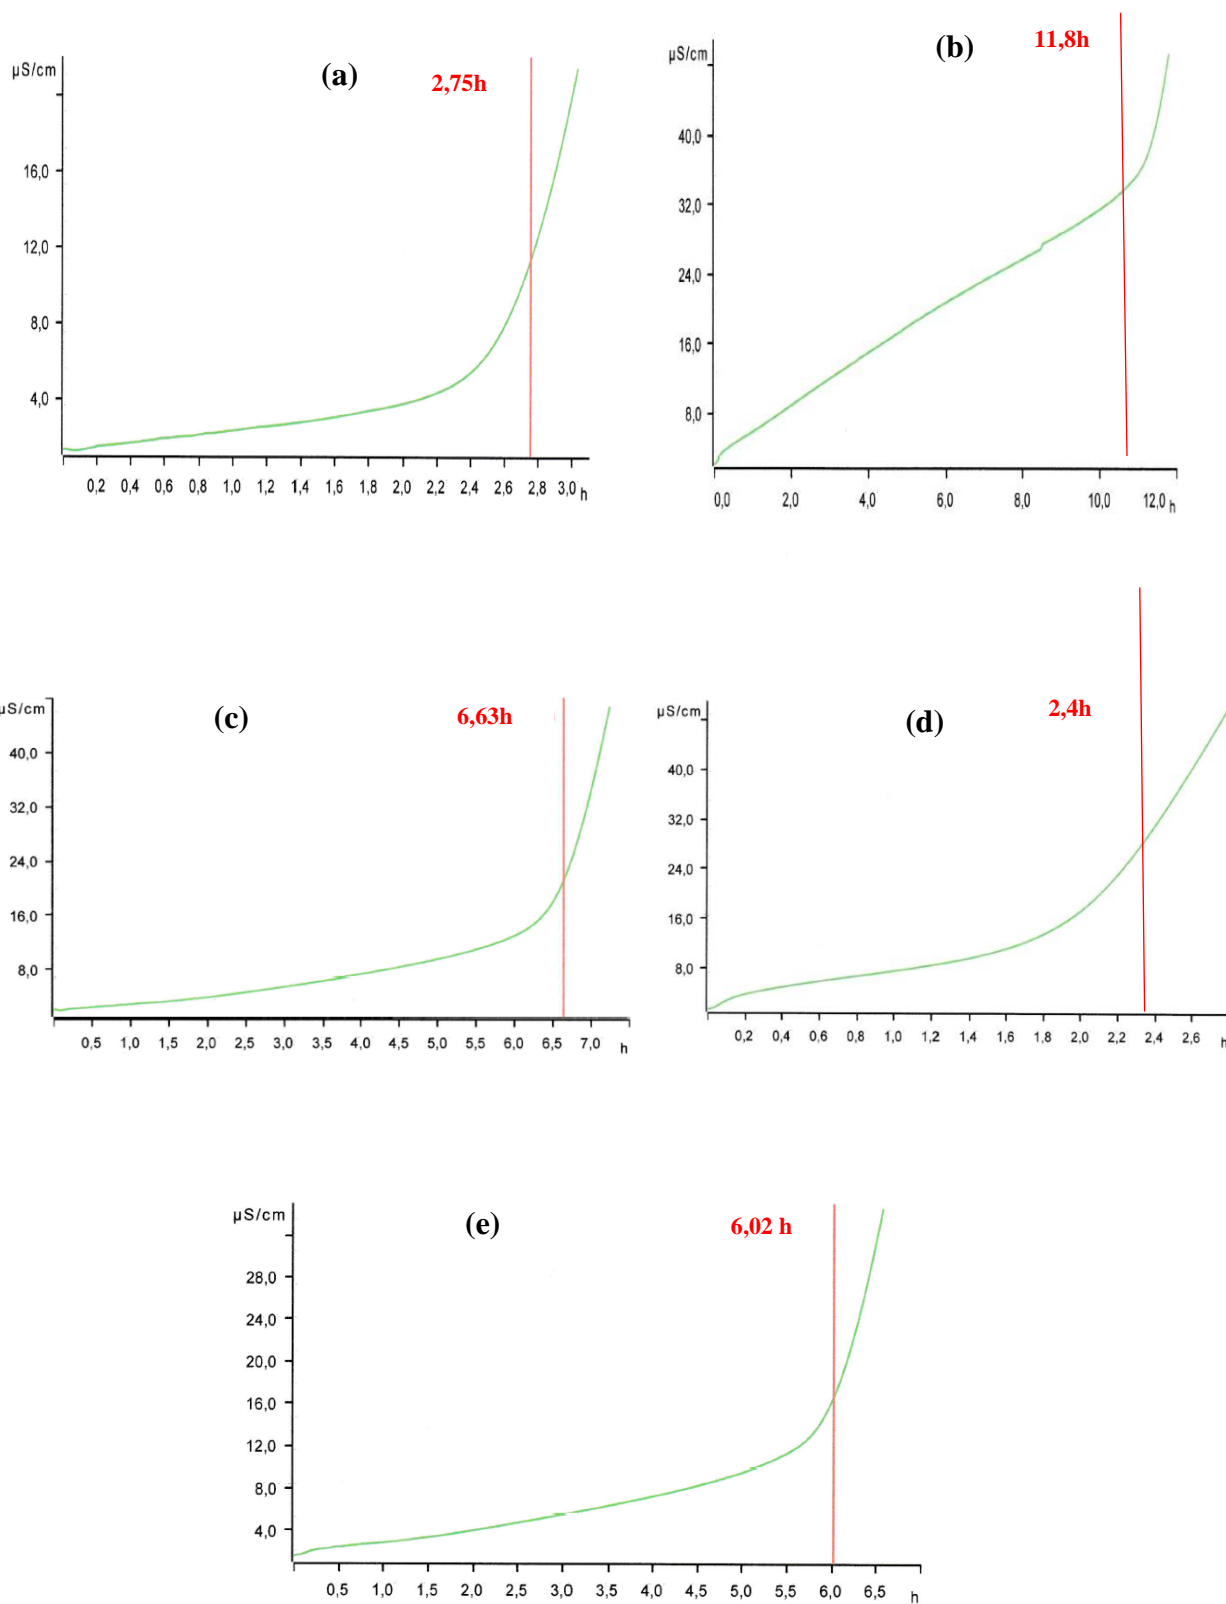 (a)
2,75h
µS/cm
16,0
12,0
8,0
4,0
0,2 0,4 0,6 0,8 1,0 1,2 1,4 1,6 1,8 2,0 2,2 2,4 2,6 2,8 3,0 h
(b)
11,8h
µS/cm
40,0
32,0
24,0
16,0
8,0
0,0 2,0 4,0 6,0 8,0 10,0 12,0 h
(c)
6,63h
µS/cm
40,0
32,0
24,0
16,0
8,0
0,5 1,0 1,5 2,0 2,5 3,0 3,5 4,0 4,5 5,0 5,5 6,0 6,5 7,0 h
(d)
2,4h
µS/cm
40,0
32,0
24,0
16,0
8,0
0,2 0,4 0,6 0,8 1,0 1,2 1,4 1,6 1,8 2,0 2,2 2,4 2,6 h
(e)
6,02 h
µS/cm
28,0
24,0
20,0
16,0
12,0
8,0
4,0
0,5 1,0 1,5 2,0 2,5 3,0 3,5 4,0 4,5 5,0 5,5 6,0 6,5 h